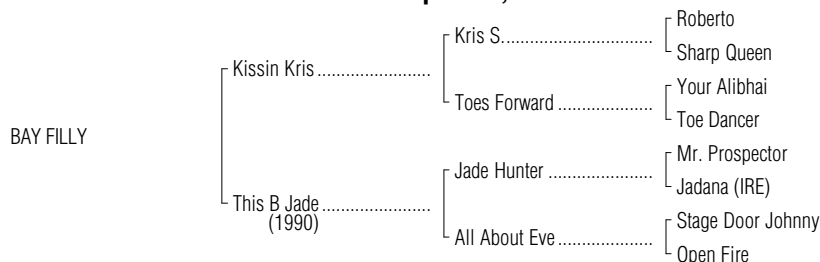 Roberto
Kris S.......................................
Sharp Queen
Kissin Kris .......................
Your Alibhai
Toes Forward .........................
Toe Dancer
BAY FILLY
Mr. Prospector
Jade Hunter ...........................
Jadana (IRE)
This B Jade ......................
(1990)
Stage Door Johnny
All About Eve.........................
Open Fire